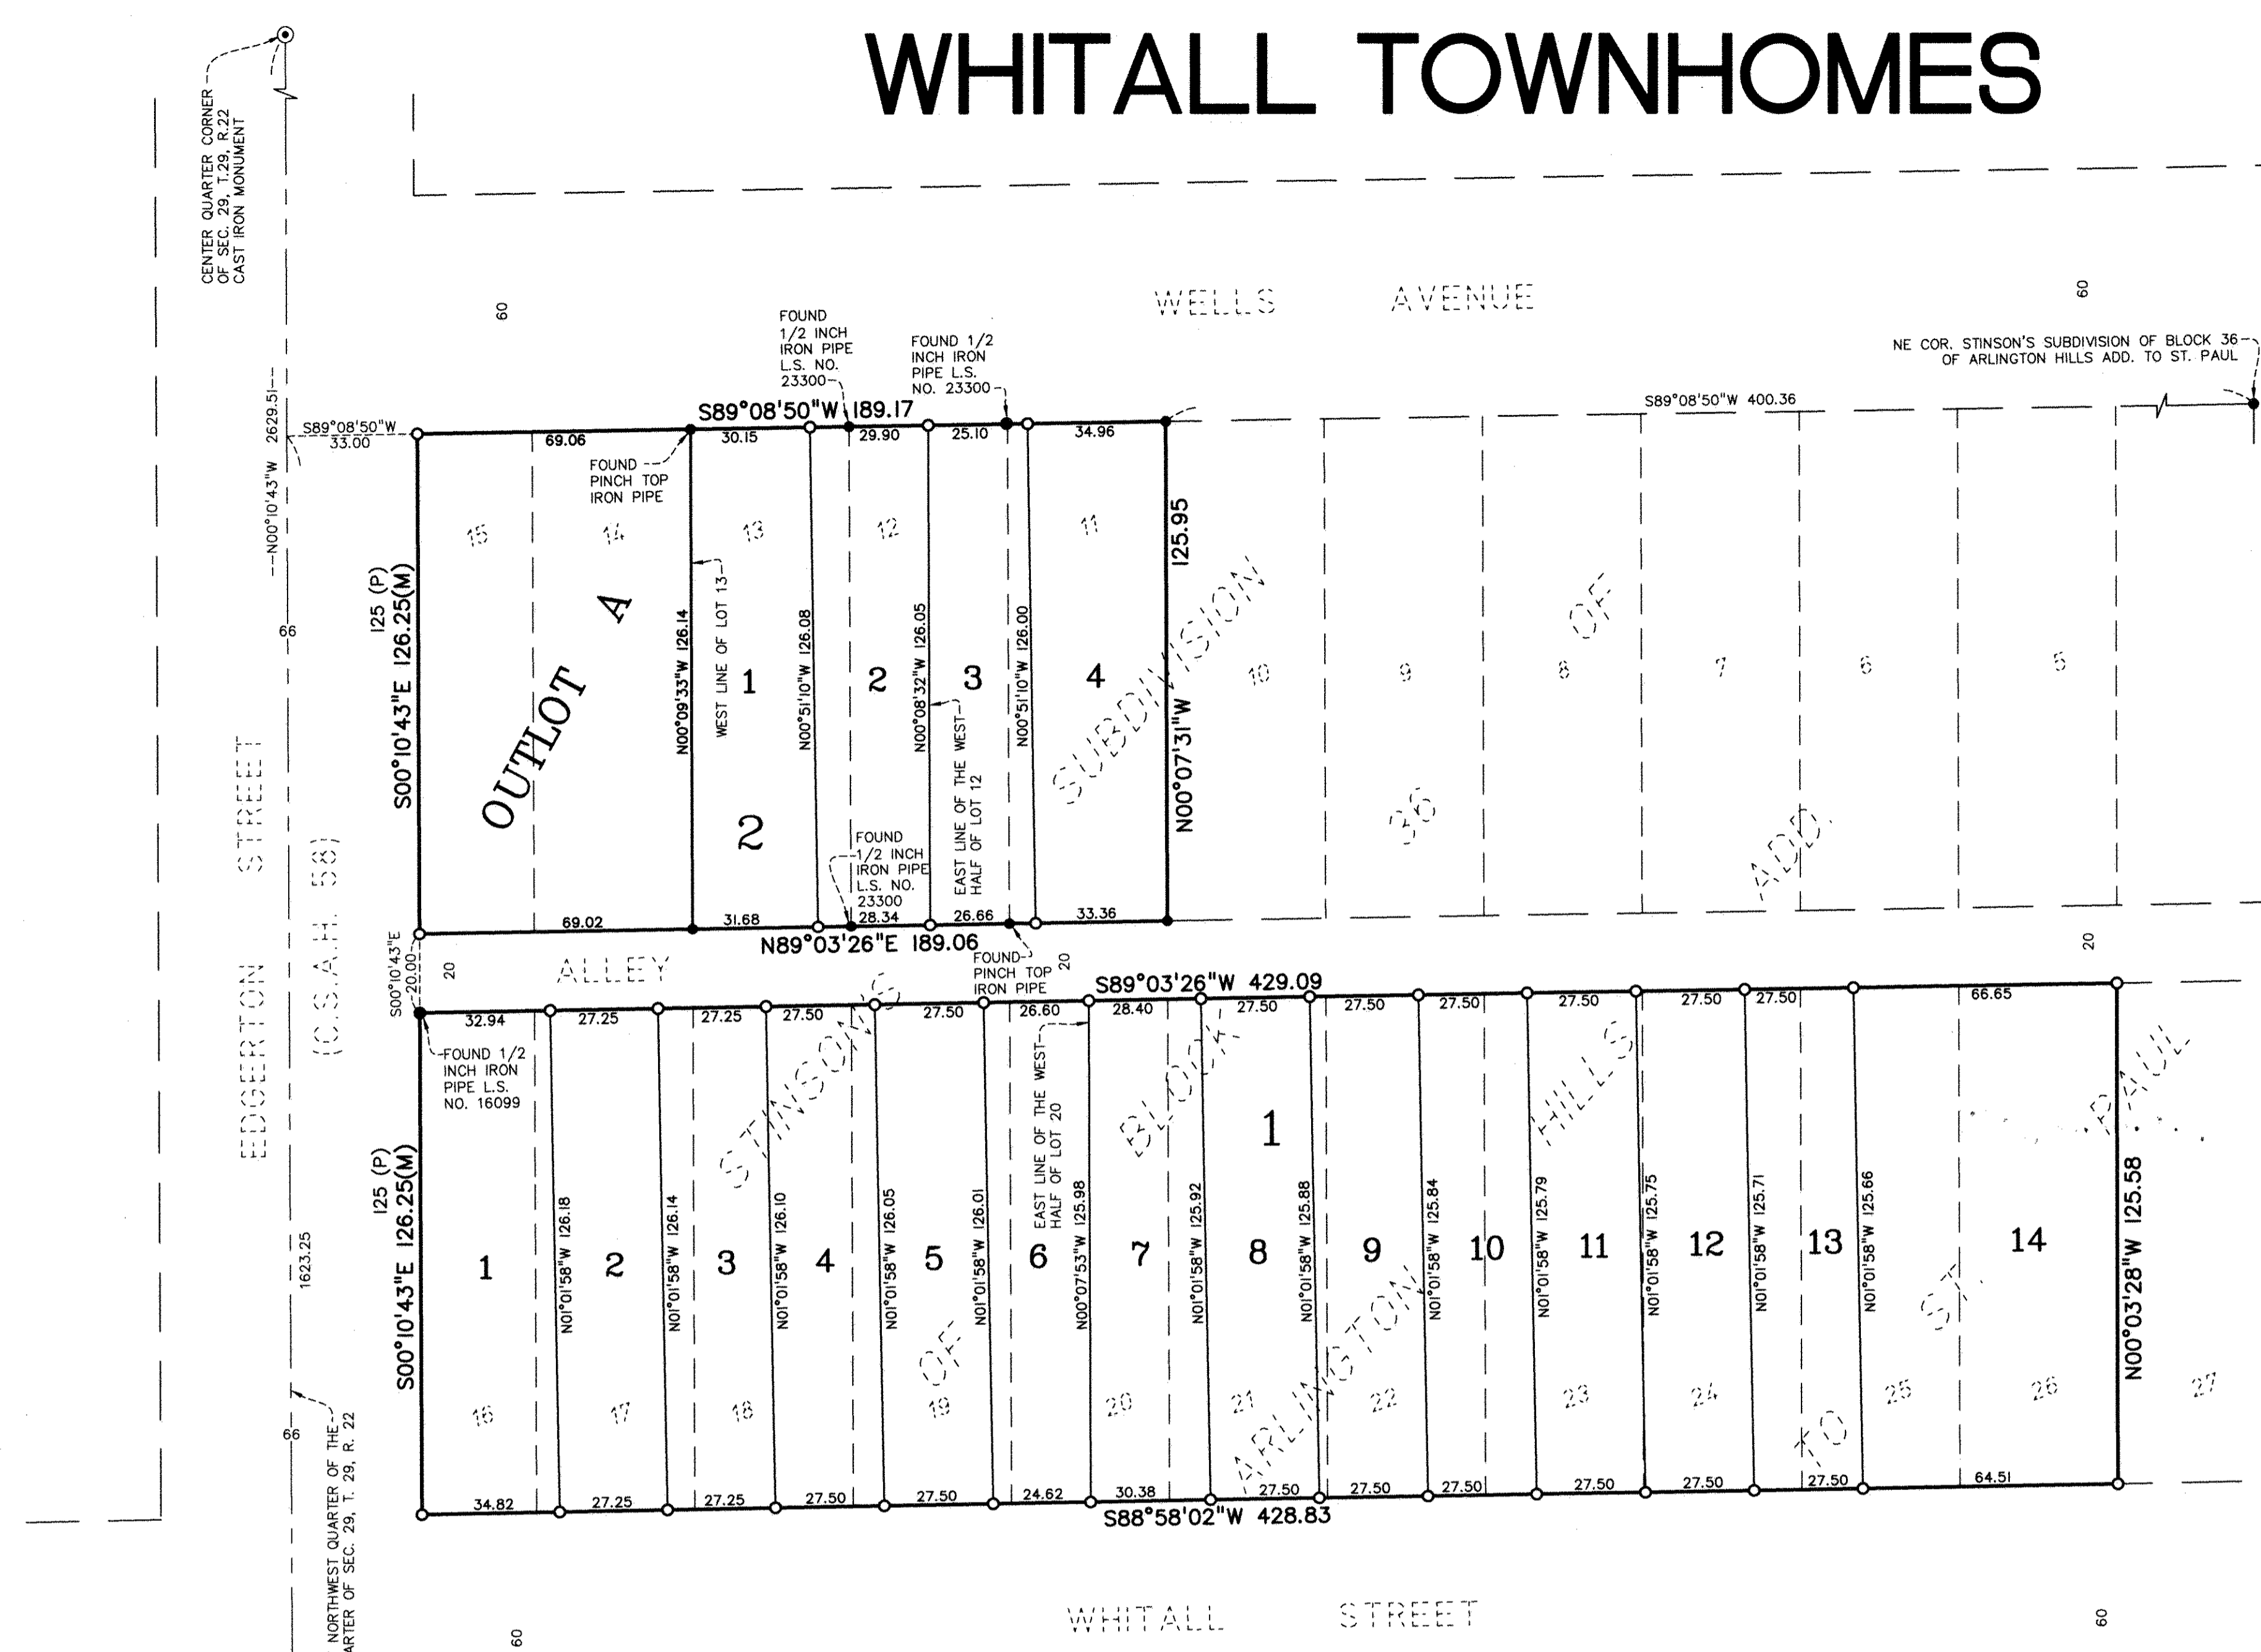 WHITALL TOWNHOMES
CENTER QUARTER CORNER
OF SEC. 29, T.29, R.22
CAST IRON MONUMENT
60
WELLS AVENUE
60
NE COR. STINSON'S SUBDIVISION OF BLOCK 36
OF ARLINGTON HILLS ADD. TO ST. PAUL
FOUND
1/2 INCH
IRON PIPE
L.S. NO.
23300
FOUND 1/2
INCH IRON
PIPE L.S.
NO. 23300
N00°10'43"W 2629.51
S89°08'50"W
33.00
S89°08'50"W 189.17
S89°08'50"W 400.36
69.06
30.15
29.90
25.10
34.96
FOUND
PINCH TOP
IRON PIPE
15
14
13
12
11
10
9
8
7
6
5
125 (P)
S00°10'43"E 126.25(M)
66
OUTLOT A
N00°09'33"W 126.14
WEST LINE OF LOT 13
1
N00°51'10"W 126.08
2
N00°08'32"W 126.05
EAST LINE OF THE WEST
HALF OF LOT 12
3
N00°51'10"W 126.00
4
125.95
N00°07'31"W
SUBDIVISION
OF
36
ADD.
2
FOUND
1/2 INCH
IRON PIPE
L.S. NO.
23300
69.02
31.68
28.34
26.66
33.36
N89°03'26"E 189.06
EDGERTON STREET
(C.S.A.H. 58)
S00°10'43"E
20.00
20
ALLEY
FOUND
PINCH TOP
IRON PIPE
20
20
S89°03'26"W 429.09
32.94
27.25
27.25
27.50
27.50
26.60
28.40
27.50
27.50
27.50
27.50
27.50
27.50
66.65
FOUND 1/2
INCH IRON
PIPE L.S.
NO. 16099
STINSON'S
BLOCK
HILLS
PAUL
EAST LINE OF THE WEST
HALF OF LOT 20
1
125 (P)
S00°10'43"E 126.25(M)
1
N01°01'58"W 126.18
2
N01°01'58"W 126.14
3
N01°01'58"W 126.10
4
N01°01'58"W 126.05
5
N01°01'58"W 126.01
6
N00°07'53"W 125.98
7
N01°01'58"W 125.92
8
N01°01'58"W 125.88
9
N01°01'58"W 125.84
10
N01°01'58"W 125.79
11
N01°01'58"W 125.75
12
N01°01'58"W 125.71
13
N01°01'58"W 125.66
14
N00°03'28"W 125.58
1623.25
OF
ARLINGTON
TO
ST.
16
17
18
19
20
21
22
23
24
25
26
27
66
NORTHWEST QUARTER OF THE
ARTER OF SEC. 29, T. 29, R. 22
34.82
27.25
27.25
27.50
27.50
24.62
30.38
27.50
27.50
27.50
27.50
27.50
27.50
64.51
S88°58'02"W 428.83
60
WHITALL STREET
60